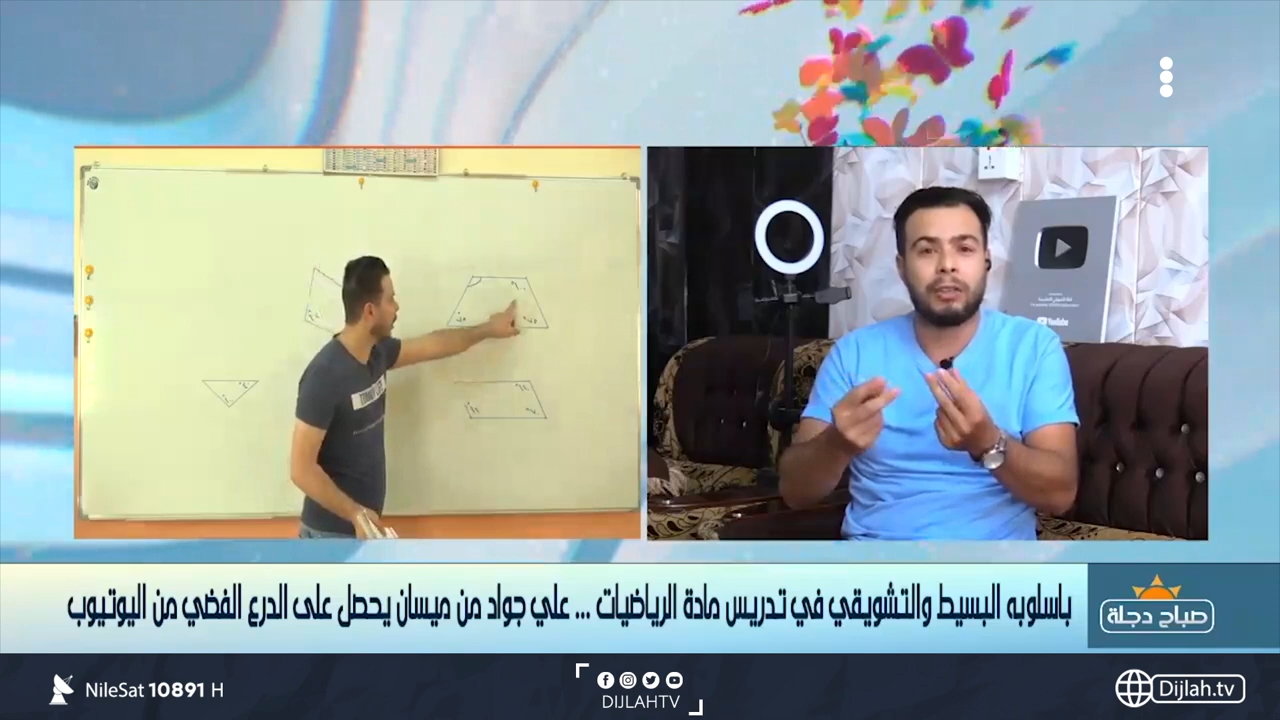 باسلوبه البسيط والتشويقي في تدريس مادة الرياضيات ... علي جواد من ميسان يحصل على الدرع الفضي من اليوتيوب
صباح دجلة
NileSat 10891 H
DIJLAHTV
Dijlah.tv
YouTube